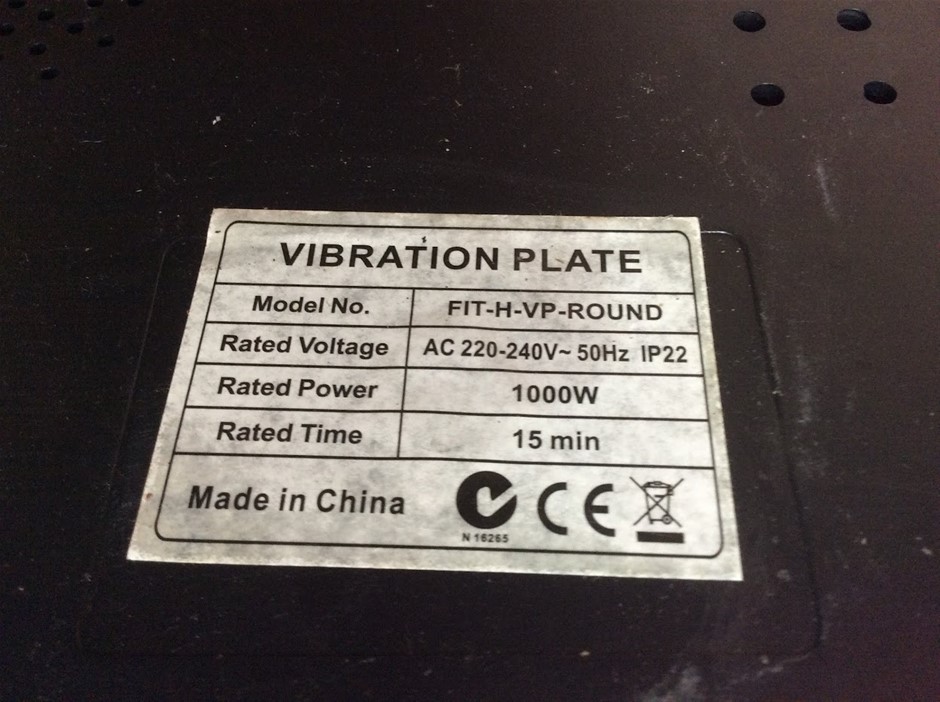 VIBRATION PLATE
Model No. FIT-H-VP-ROUND
Rated Voltage AC 220-240V~ 50Hz IP22
Rated Power 1000W
Rated Time 15 min
Made in China CE
N 16265